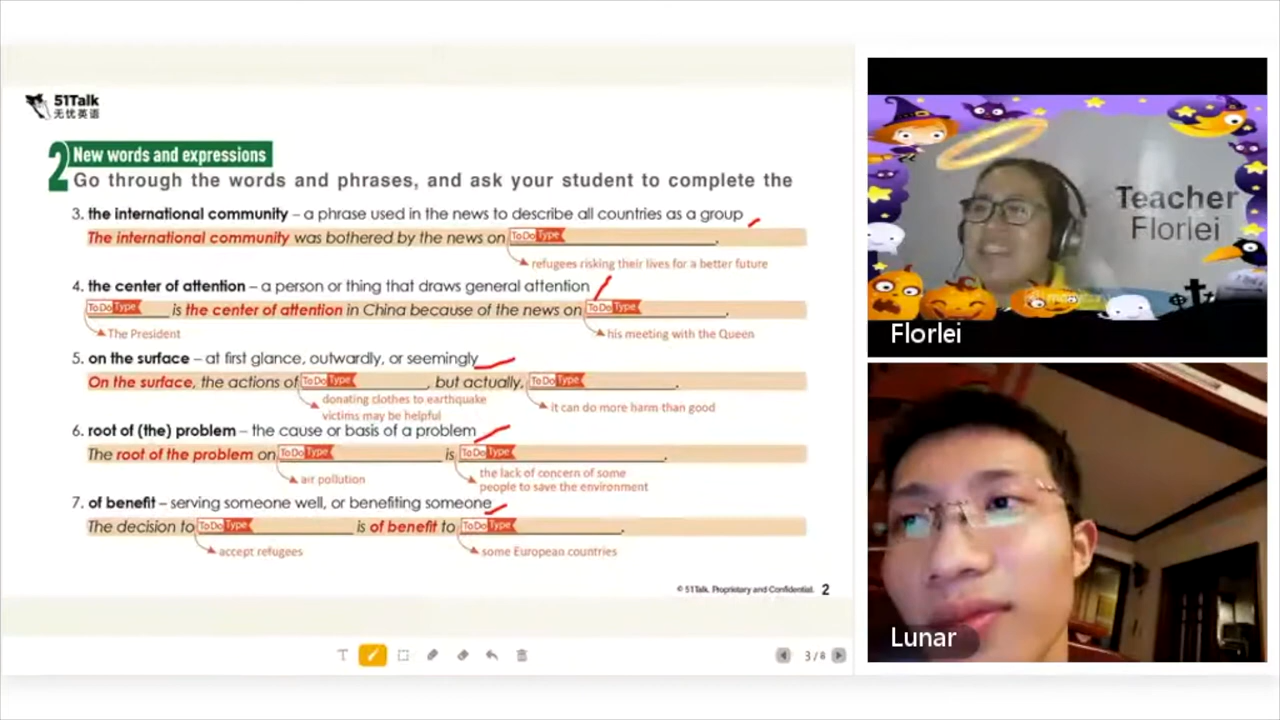 51Talk
无忧英语
2 New words and expressions
Go through the words and phrases, and ask your student to complete the
3. the international community – a phrase used in the news to describe all countries as a group
The international community was bothered by the news on ToDo Type ____________.
refugees risking their lives for a better future
4. the center of attention – a person or thing that draws general attention
ToDo Type ____ is the center of attention in China because of the news on ToDo Type ____________.
The President
his meeting with the Queen
5. on the surface – at first glance, outwardly, or seemingly
On the surface, the actions of ToDo Type ________, but actually, ToDo Type ____________.
donating clothes to earthquake
victims may be helpful
it can do more harm than good
6. root of (the) problem – the cause or basis of a problem
The root of the problem on ToDo Type ____________ is ToDo Type ____________.
air pollution
the lack of concern of some
people to save the environment
7. of benefit – serving someone well, or benefiting someone
The decision to ToDo Type ____________ is of benefit to ToDo Type ____________.
accept refugees
some European countries
© 51Talk. Proprietary and Confidential. 2
T
3/8
Teacher
Florlei
Florlei
Lunar